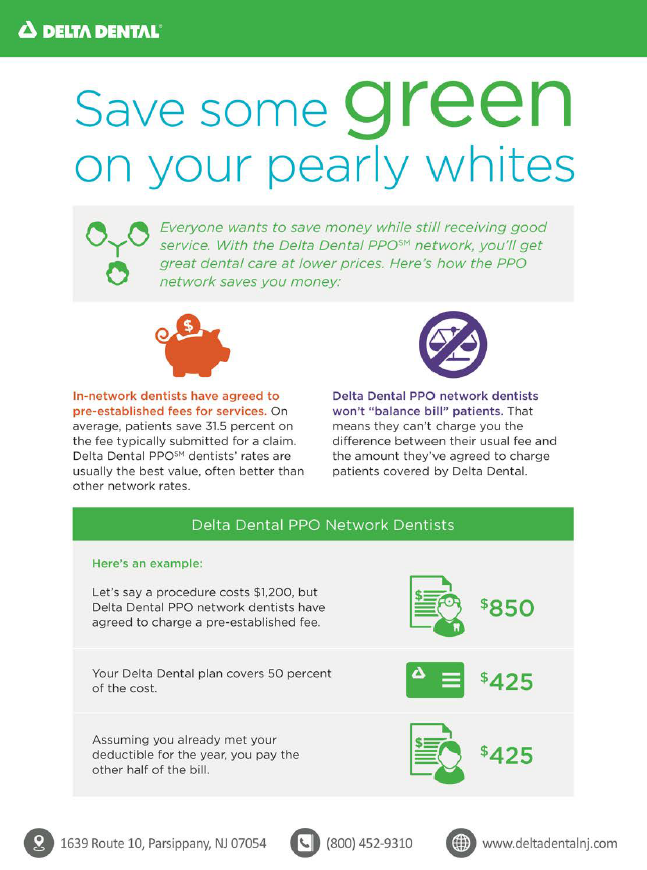 DELTA DENTAL®
Save some green
on your pearly whites
Everyone wants to save money while still receiving good
service. With the Delta Dental PPO℠ network, you'll get
great dental care at lower prices. Here's how the PPO
network saves you money:
$
In-network dentists have agreed to
pre-established fees for services. On
average, patients save 31.5 percent on
the fee typically submitted for a claim.
Delta Dental PPO℠ dentists' rates are
usually the best value, often better than
other network rates.
Delta Dental PPO network dentists
won't "balance bill" patients. That
means they can't charge you the
difference between their usual fee and
the amount they've agreed to charge
patients covered by Delta Dental.
Delta Dental PPO Network Dentists
Here's an example:
Let's say a procedure costs $1,200, but
Delta Dental PPO network dentists have
agreed to charge a pre-established fee.
$
$850
Your Delta Dental plan covers 50 percent
of the cost.
$425
Assuming you already met your
deductible for the year, you pay the
other half of the bill.
$
$425
1639 Route 10, Parsippany, NJ 07054
(800) 452-9310
www.deltadentalnj.com